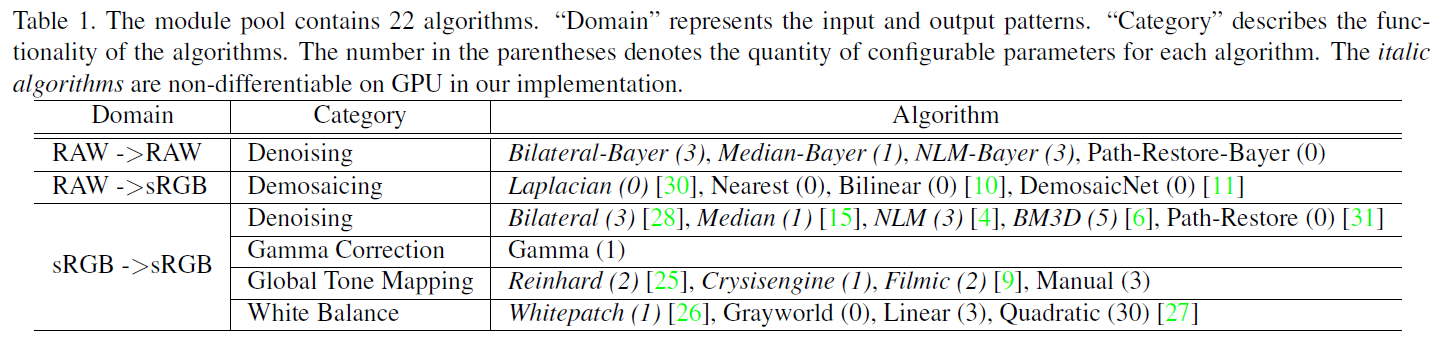 Table 1. The module pool contains 22 algorithms. “Domain” represents the input and output patterns. “Category” describes the func-
tionality of the algorithms. The number in the parentheses denotes the quantity of configurable parameters for each algorithm. The italic
algorithms are non-differentiable on GPU in our implementation.
Domain Category Algorithm
RAW ->RAW Denoising Bilateral-Bayer (3), Median-Bayer (1), NLM-Bayer (3), Path-Restore-Bayer (0)
RAW ->sRGB Demosaicing Laplacian (0) [30], Nearest (0), Bilinear (0) [10], DemosaicNet (0) [11]
sRGB ->sRGB Denoising Bilateral (3) [28], Median (1) [15], NLM (3) [4], BM3D (5) [6], Path-Restore (0) [31]
Gamma Correction Gamma (1)
Global Tone Mapping Reinhard (2) [25], Crysisengine (1), Filmic (2) [9], Manual (3)
White Balance Whitepatch (1) [26], Grayworld (0), Linear (3), Quadratic (30) [27]